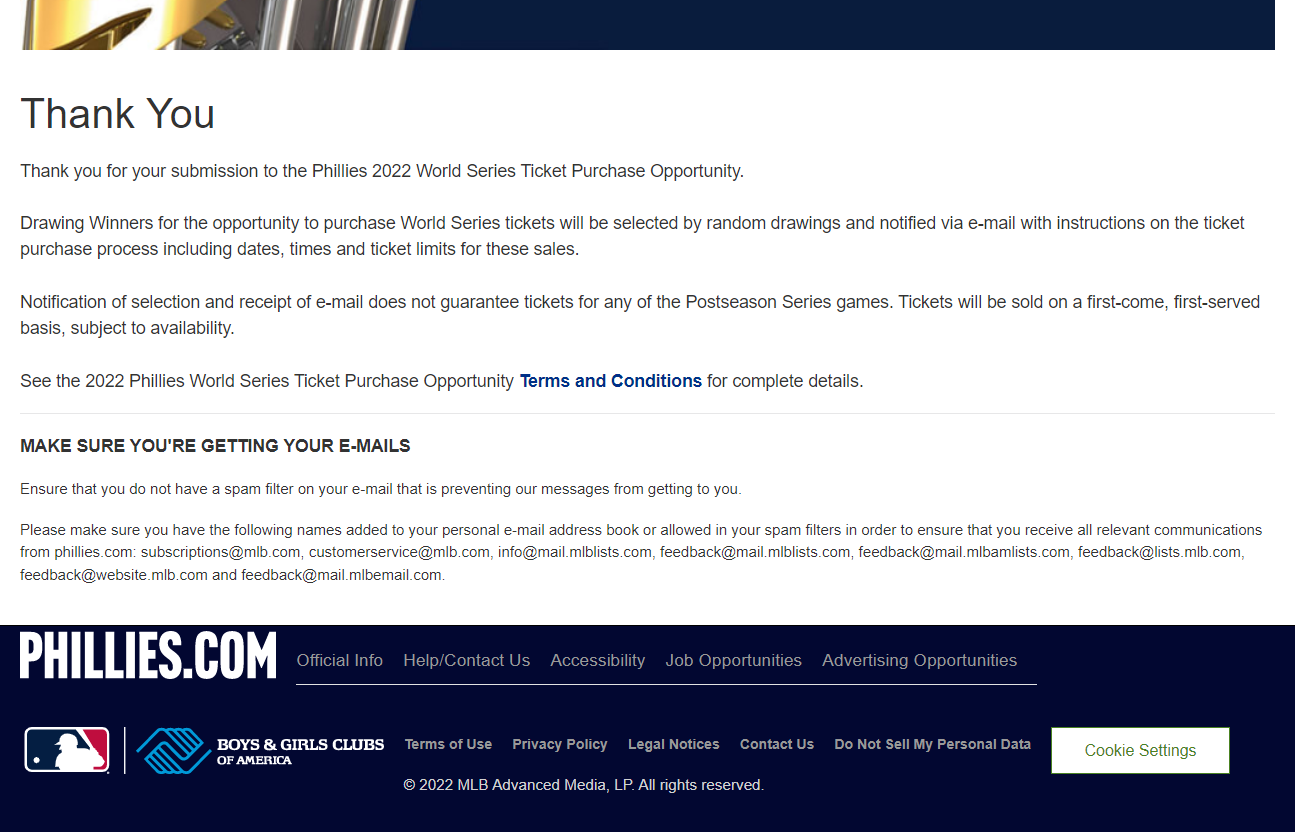 Thank You
Thank you for your submission to the Phillies 2022 World Series Ticket Purchase Opportunity.
Drawing Winners for the opportunity to purchase World Series tickets will be selected by random drawings and notified via e-mail with instructions on the ticket
purchase process including dates, times and ticket limits for these sales.
Notification of selection and receipt of e-mail does not guarantee tickets for any of the Postseason Series games. Tickets will be sold on a first-come, first-served
basis, subject to availability.
See the 2022 Phillies World Series Ticket Purchase Opportunity Terms and Conditions for complete details.
MAKE SURE YOU'RE GETTING YOUR E-MAILS
Ensure that you do not have a spam filter on your e-mail that is preventing our messages from getting to you.
Please make sure you have the following names added to your personal e-mail address book or allowed in your spam filters in order to ensure that you receive all relevant communications
from phillies.com: subscriptions@mlb.com, customerservice@mlb.com, info@mail.mlblists.com, feedback@mail.mlblists.com, feedback@mail.mlbamlists.com, feedback@lists.mlb.com,
feedback@website.mlb.com and feedback@mail.mlbemail.com.
PHILLIES.COM Official Info Help/Contact Us Accessibility Job Opportunities Advertising Opportunities
BOYS & GIRLS CLUBS
OF AMERICA
Terms of Use Privacy Policy Legal Notices Contact Us Do Not Sell My Personal Data
Cookie Settings
© 2022 MLB Advanced Media, LP. All rights reserved.